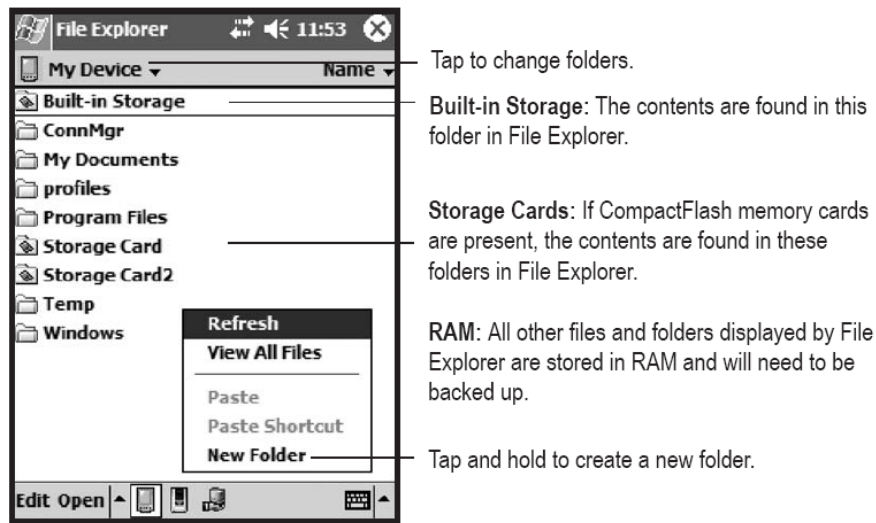 File Explorer 11:53
My Device Name
Built-in Storage
ConnMgr
My Documents
profiles
Program Files
Storage Card
Storage Card2
Temp
Windows
Refresh
View All Files
Paste
Paste Shortcut
New Folder
Edit Open
Tap to change folders.
Built-in Storage: The contents are found in this
folder in File Explorer.
Storage Cards: If CompactFlash memory cards
are present, the contents are found in these
folders in File Explorer.
RAM: All other files and folders displayed by File
Explorer are stored in RAM and will need to be
backed up.
Tap and hold to create a new folder.